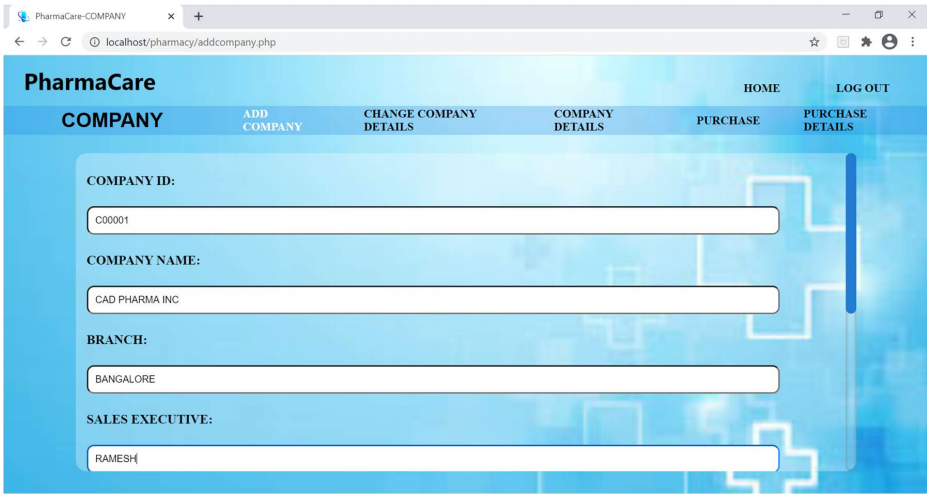 PharmaCare-COMPANY
localhost/pharmacy/addcompany.php
PharmaCare
HOME
LOG OUT
COMPANY
ADD
COMPANY
CHANGE COMPANY
DETAILS
COMPANY
DETAILS
PURCHASE
PURCHASE
DETAILS
COMPANY ID:
C00001
COMPANY NAME:
CAD PHARMA INC
BRANCH:
BANGALORE
SALES EXECUTIVE:
RAMESH